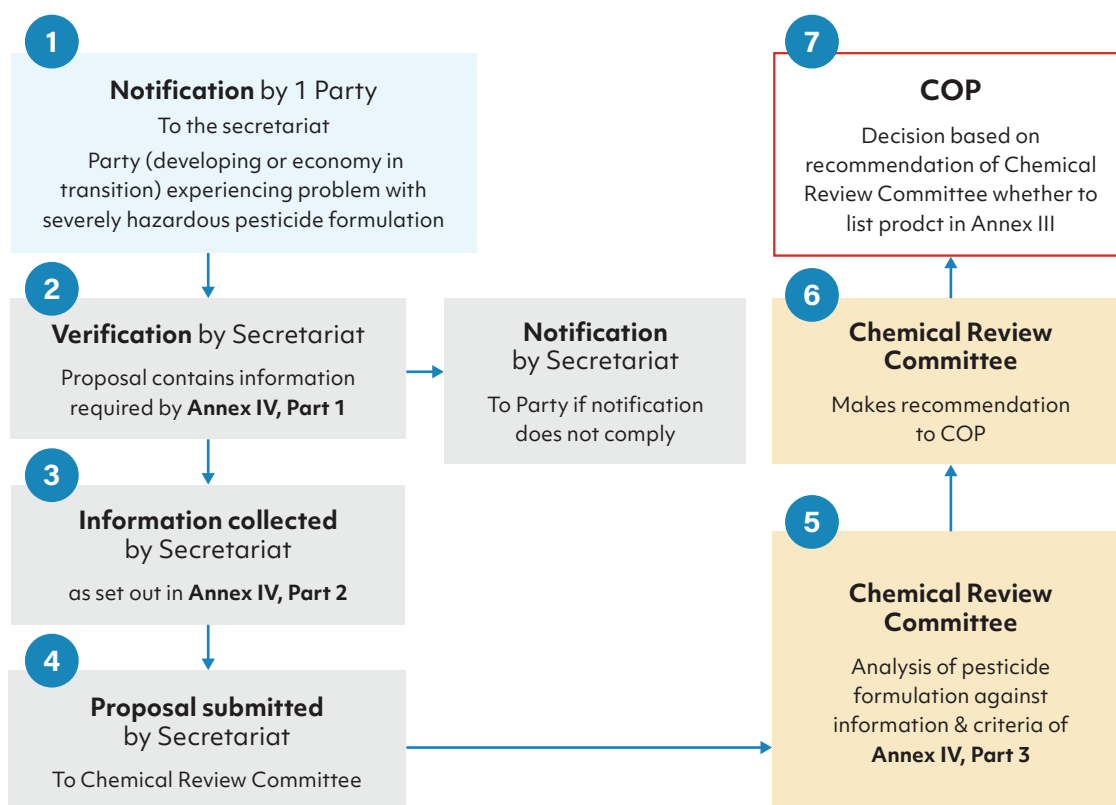 1
Notification by 1 Party
To the secretariat
Party (developing or economy in
transition) experiencing problem with
severely hazardous pesticide formulation
2
Verification by Secretariat
Proposal contains information
required by Annex IV, Part 1
Notification
by Secretariat
To Party if notification
does not comply
3
Information collected
by Secretariat
as set out in Annex IV, Part 2
4
Proposal submitted
by Secretariat
To Chemical Review Committee
5
Chemical Review
Committee
Analysis of pesticide
formulation against
information & criteria of
Annex IV, Part 3
6
Chemical Review
Committee
Makes recommendation
to COP
7
COP
Decision based on
recommendation of Chemical
Review Committee whether to
list prodct in Annex III